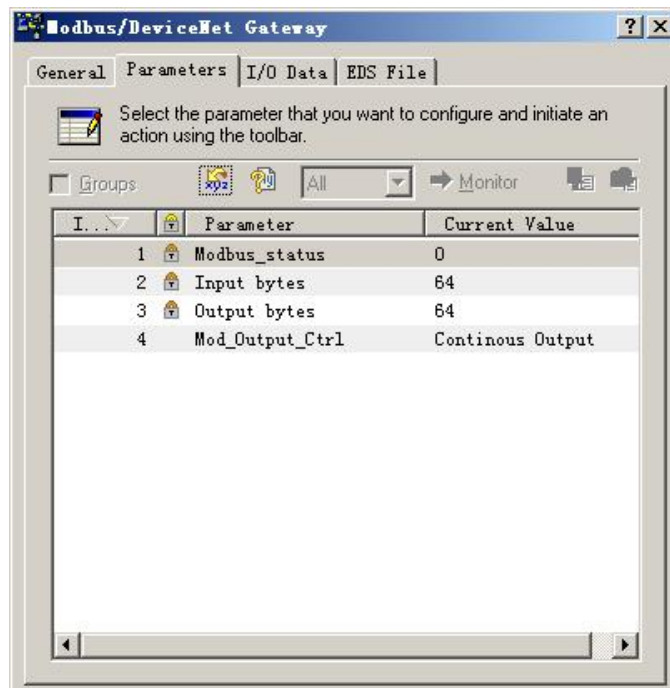 Modbus/DeviceNet Gateway
General Parameters I/O Data EDS File
Select the parameter that you want to configure and initiate an
action using the toolbar.
Groups xyz All Monitor
I... Parameter Current Value
1 Modbus_status 0
2 Input bytes 64
3 Output bytes 64
4 Mod_Output_Ctrl Continous Output